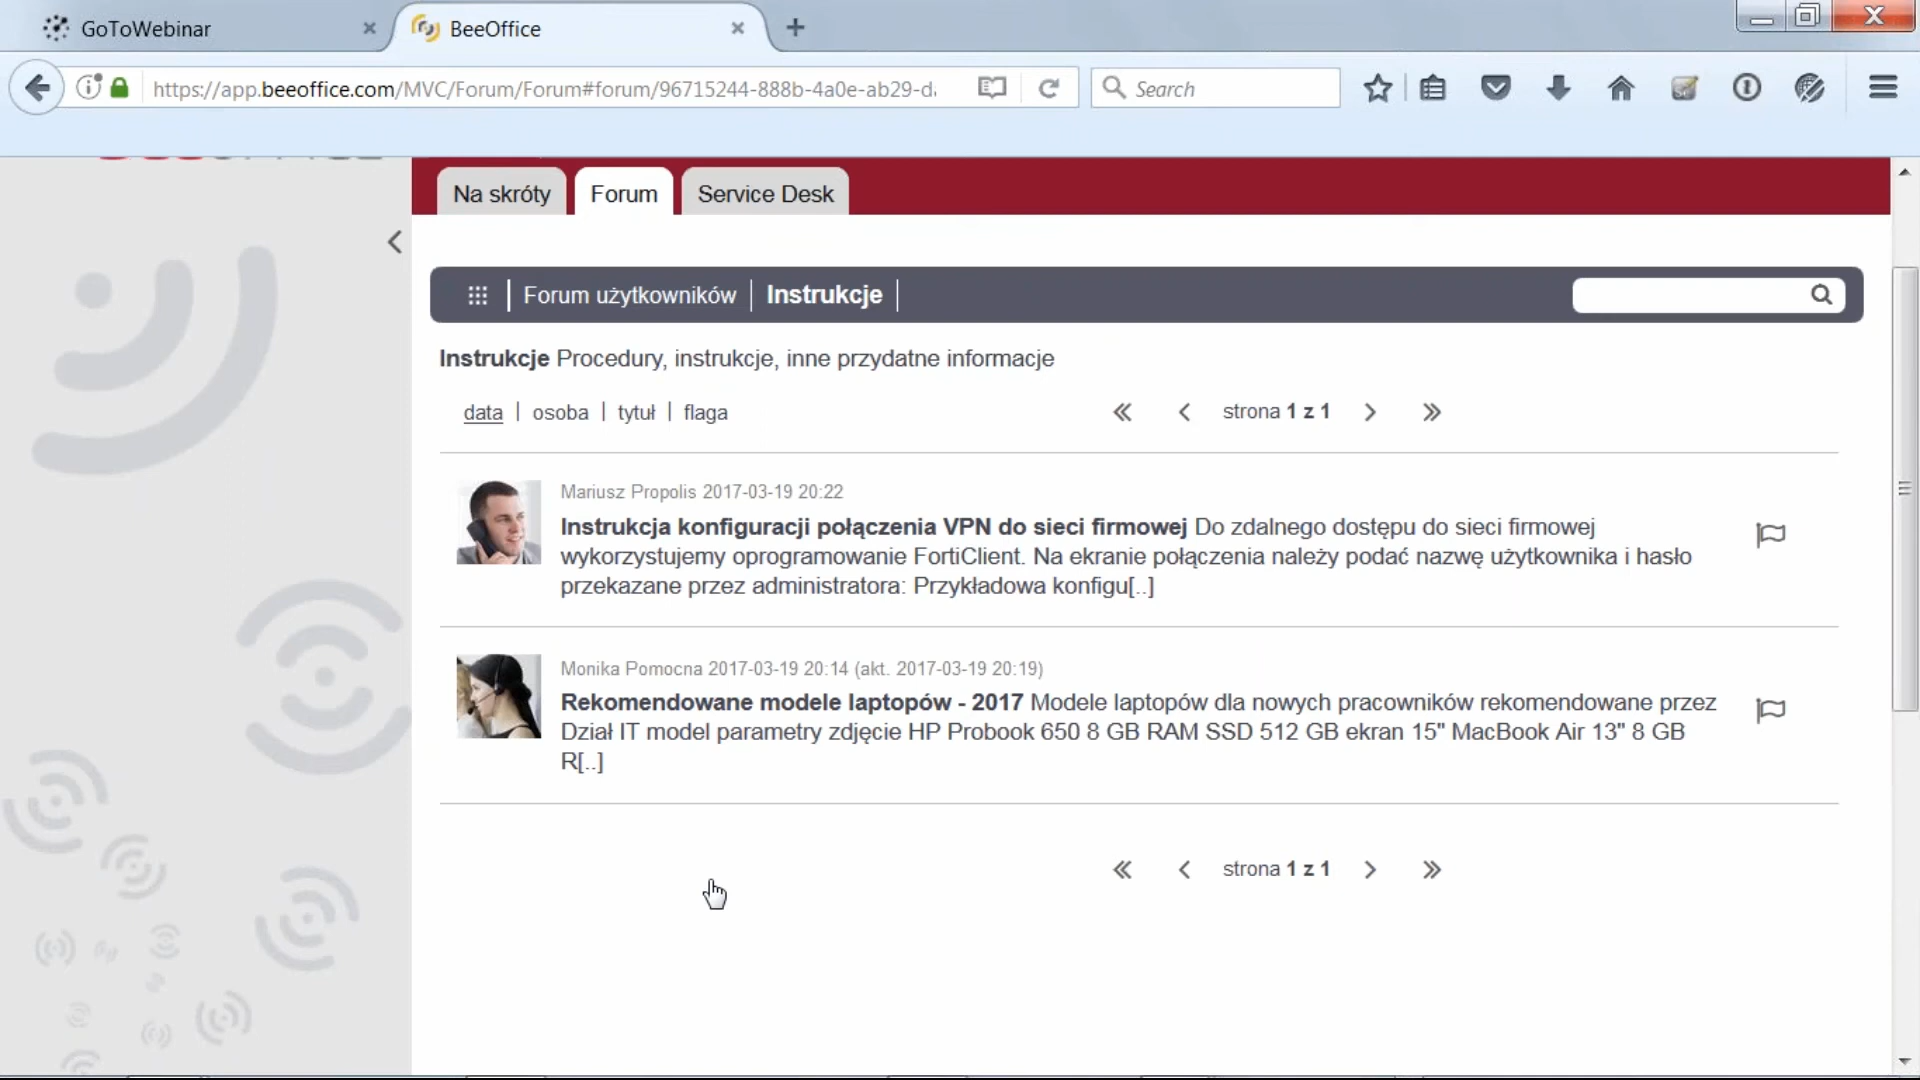 GoToWebinar
BeeOffice
https://app.beeoffice.com/MVC/Forum/Forum#forum/96715244-888b-4a0e-ab29-d
Search
Na skróty
Forum
Service Desk
Forum użytkowników
Instrukcje
Instrukcje Procedury, instrukcje, inne przydatne informacje
data | osoba | tytuł | flaga
strona 1 z 1
Mariusz Propolis 2017-03-19 20:22
Instrukcja konfiguracji połączenia VPN do sieci firmowej Do zdalnego dostępu do sieci firmowej
wykorzystujemy oprogramowanie FortiClient. Na ekranie połączenia należy podać nazwę użytkownika i hasło
przekazane przez administratora: Przykładowa konfigu[..]
Monika Pomocna 2017-03-19 20:14 (akt. 2017-03-19 20:19)
Rekomendowane modele laptopów - 2017 Modele laptopów dla nowych pracowników rekomendowane przez
Dział IT model parametry zdjęcie HP Probook 650 8 GB RAM SSD 512 GB ekran 15" MacBook Air 13" 8 GB
R[..]
strona 1 z 1